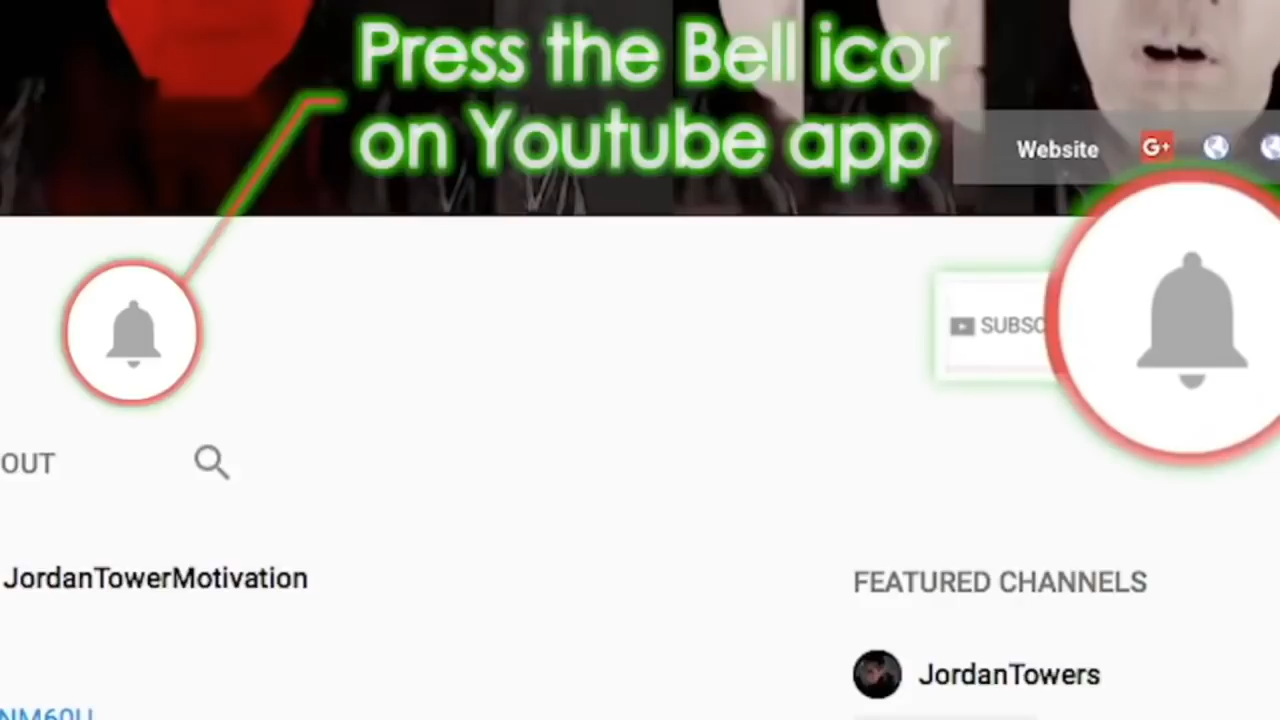 Press the Bell icor
on Youtube app
Website
G+
SUBSC
OUT
JordanTowerMotivation
FEATURED CHANNELS
JordanTowers